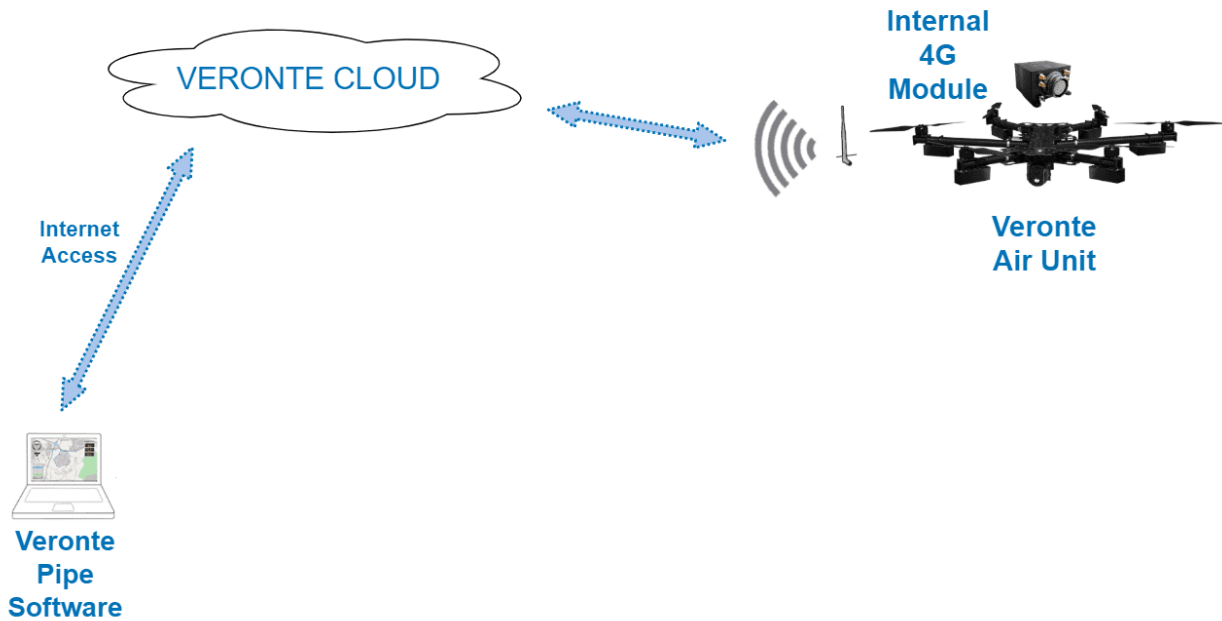 VERONTE CLOUD
Internal
4G
Module
Internet
Access
Veronte
Air Unit
Veronte
Pipe
Software